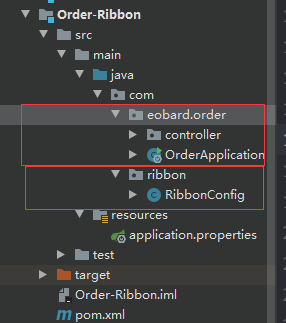 Order-Ribbon
src
main
java
com
eobard.order
controller
OrderApplication
ribbon
RibbonConfig
resources
application.properties
test
target
Order-Ribbon.iml
pom.xml